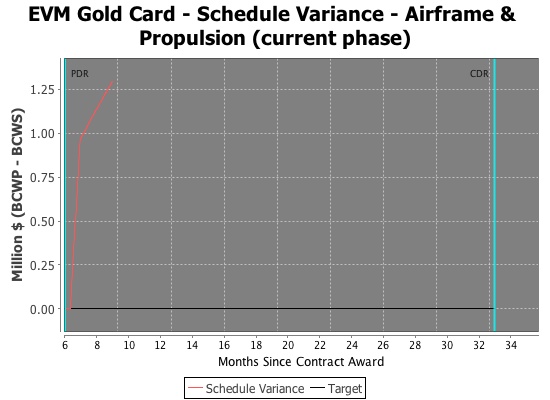 EVM Gold Card - Schedule Variance - Airframe &
Propulsion (current phase)
PDR
CDR
Million $ (BCWP - BCWS)
1.25
1.00
0.75
0.50
0.25
0.00
6 8 10 12 14 16 18 20 22 24 26 28 30 32 34
Months Since Contract Award
Schedule Variance Target